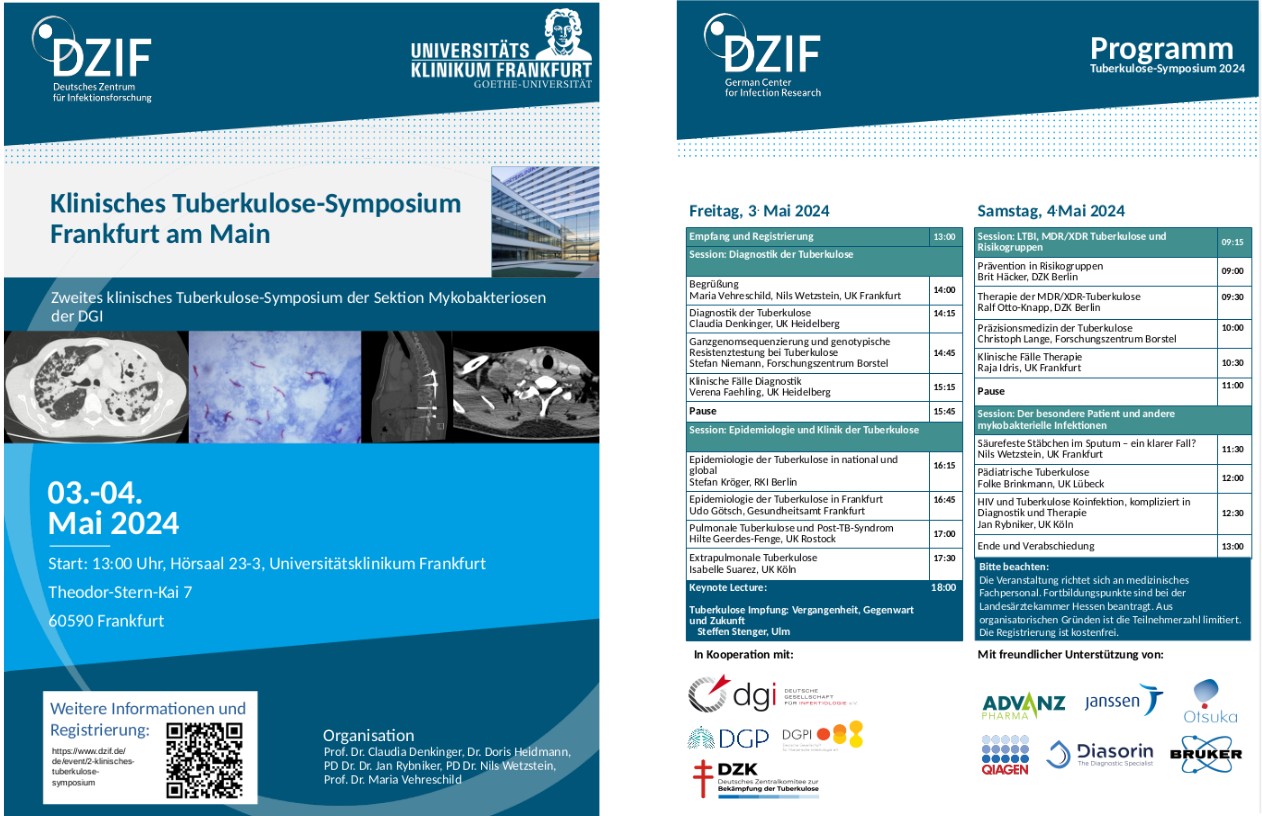 DZIF
Deutsches Zentrum
für Infektionsforschung
UNIVERSITÄTS
KLINIKUM FRANKFURT
GOETHE-UNIVERSITÄT
Klinisches Tuberkulose-Symposium
Frankfurt am Main
Zweites klinisches Tuberkulose-Symposium der Sektion Mykobakteriosen
der DGI
03.-04.
Mai 2024
Start: 13:00 Uhr, Hörsaal 23-3, Universitätsklinikum Frankfurt
Theodor-Stern-Kai 7
60590 Frankfurt
Weitere Informationen und
Registrierung:
https://www.dzif.de/
de/event/2-klinisches-
tuberkulose-
symposium
Organisation
Prof. Dr. Claudia Denkinger, Dr. Doris Heidmann,
PD Dr. Dr. Jan Rybniker, PD Dr. Nils Wetzstein,
Prof. Dr. Maria Vehreschild
DZIF
German Center
for Infection Research
Programm
Tuberkulose-Symposium 2024
Freitag, 3. Mai 2024
Empfang und Registrierung 13:00
Session: Diagnostik der Tuberkulose
Begrüßung
Maria Vehreschild, Nils Wetzstein, UK Frankfurt 14:00
Diagnostik der Tuberkulose 14:15
Claudia Denkinger, UK Heidelberg
Ganzgenomsequenzierung und genotypische
Resistenztestung bei Tuberkulose 14:45
Stefan Niemann, Forschungszentrum Borstel
Klinische Fälle Diagnostik
Verena Faehling, UK Heidelberg 15:15
Pause 15:45
Session: Epidemiologie und Klinik der Tuberkulose
Epidemiologie der Tuberkulose in national und
global 16:15
Stefan Kröger, RKI Berlin
Epidemiologie der Tuberkulose in Frankfurt 16:45
Udo Götsch, Gesundheitsamt Frankfurt
Pulmonale Tuberkulose und Post-TB-Syndrom
Hilte Geerdes-Fenge, UK Rostock 17:00
Extrapulmonale Tuberkulose 17:30
Isabelle Suarez, UK Köln
Keynote Lecture: 18:00
Tuberkulose Impfung: Vergangenheit, Gegenwart
und Zukunft
Steffen Stenger, Ulm
Samstag, 4.Mai 2024
Session: LTBI, MDR/XDR Tuberkulose und
Risikogruppen 09:15
Prävention in Risikogruppen
Brit Häcker, DZK Berlin 09:00
Therapie der MDR/XDR-Tuberkulose 09:30
Ralf Otto-Knapp, DZK Berlin
Präzisionsmedizin der Tuberkulose 10:00
Christoph Lange, Forschungszentrum Borstel
Klinische Fälle Therapie
Raja Idris, UK Frankfurt 10:30
Pause 11:00
Session: Der besondere Patient und andere
mykobakterielle Infektionen
Säurefeste Stäbchen im Sputum – ein klarer Fall?
Nils Wetzstein, UK Frankfurt 11:30
Pädiatrische Tuberkulose
Folke Brinkmann, UK Lübeck 12:00
HIV und Tuberkulose Koinfektion, kompliziert in
Diagnostik und Therapie 12:30
Jan Rybniker, UK Köln
Ende und Verabschiedung 13:00
Bitte beachten:
Die Veranstaltung richtet sich an medizinisches
Fachpersonal. Fortbildungspunkte sind bei der
Landesärztekammer Hessen beantragt. Aus
organisatorischen Gründen ist die Teilnehmerzahl limitiert.
Die Registrierung ist kostenfrei.
In Kooperation mit:
dgi
DEUTSCHE
GESELLSCHAFT
FÜR INFEKTIOLOGIE e.V.
DGP
DGPI
DZK
Deutsches Zentralkomitee zur
Bekämpfung der Tuberkulose
Mit freundlicher Unterstützung von:
ADVANZ
PHARMA
janssen
Otsuka
QIAGEN
Diasorin
The Diagnostic Specialist
BRUKER